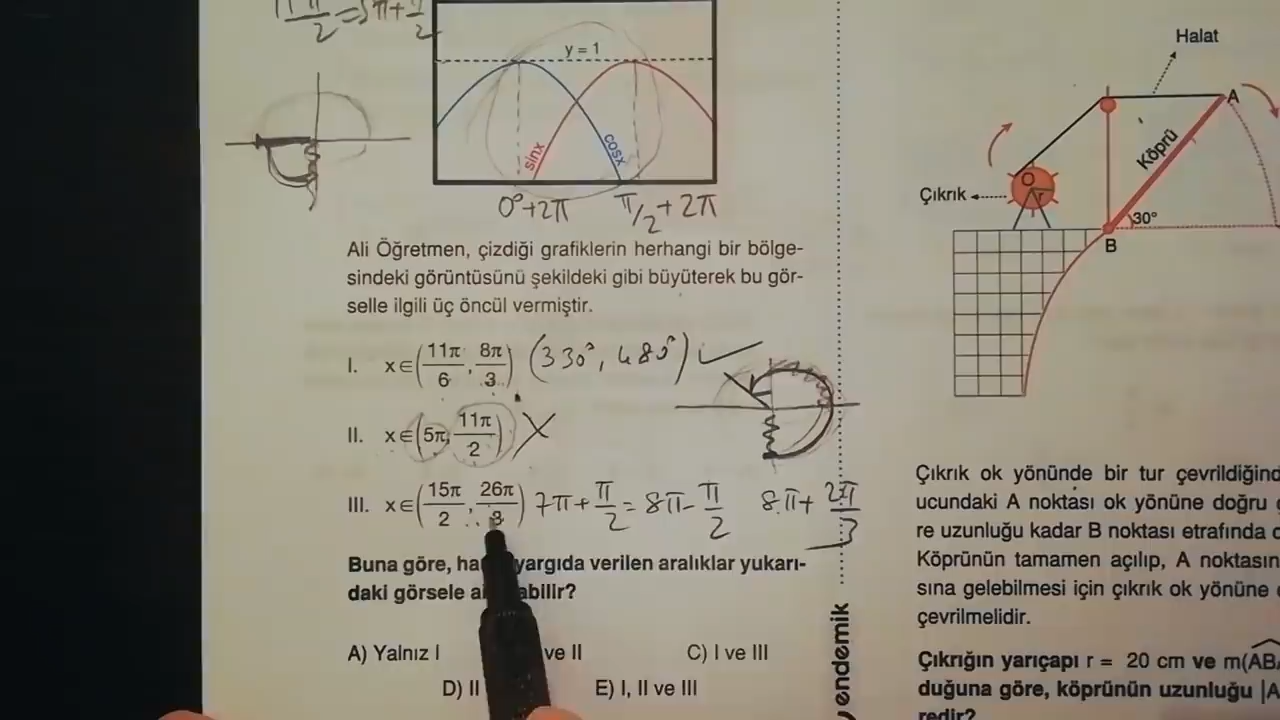 π/2 = 5π + π/2
y = 1
sinx
cosx
0° + 2π
π/2 + 2π
Ali Öğretmen, çizdiği grafiklerin herhangi bir bölge-
sindeki görüntüsünü şekildeki gibi büyüterek bu gör-
selle ilgili üç öncül vermiştir.
I. x∈(11π/6, 8π/3) (330°, 480°)
II. x∈(5π, 11π/2)
III. x∈(15π/2, 26π/3) 7π + π/2 = 8π - π/2 8π + 2π/3
Buna göre, ha yargıda verilen aralıklar yukarı-
daki görsele ai abilir?
A) Yalnız I
ve II
C) I ve III
D) II
E) I, II ve III
endemik
Halat
A
Köprü
O
r
Çıkrık
30°
B
Çıkrık ok yönünde bir tur çevrildiğind
ucundaki A noktası ok yönüne doğru
re uzunluğu kadar B noktası etrafında
Köprünün tamamen açılıp, A noktasın
sına gelebilmesi için çıkrık ok yönüne
çevrilmelidir.
Çıkrığın yarıçapı r = 20 cm ve m(AB
duğuna göre, köprünün uzunluğu |A
redir?